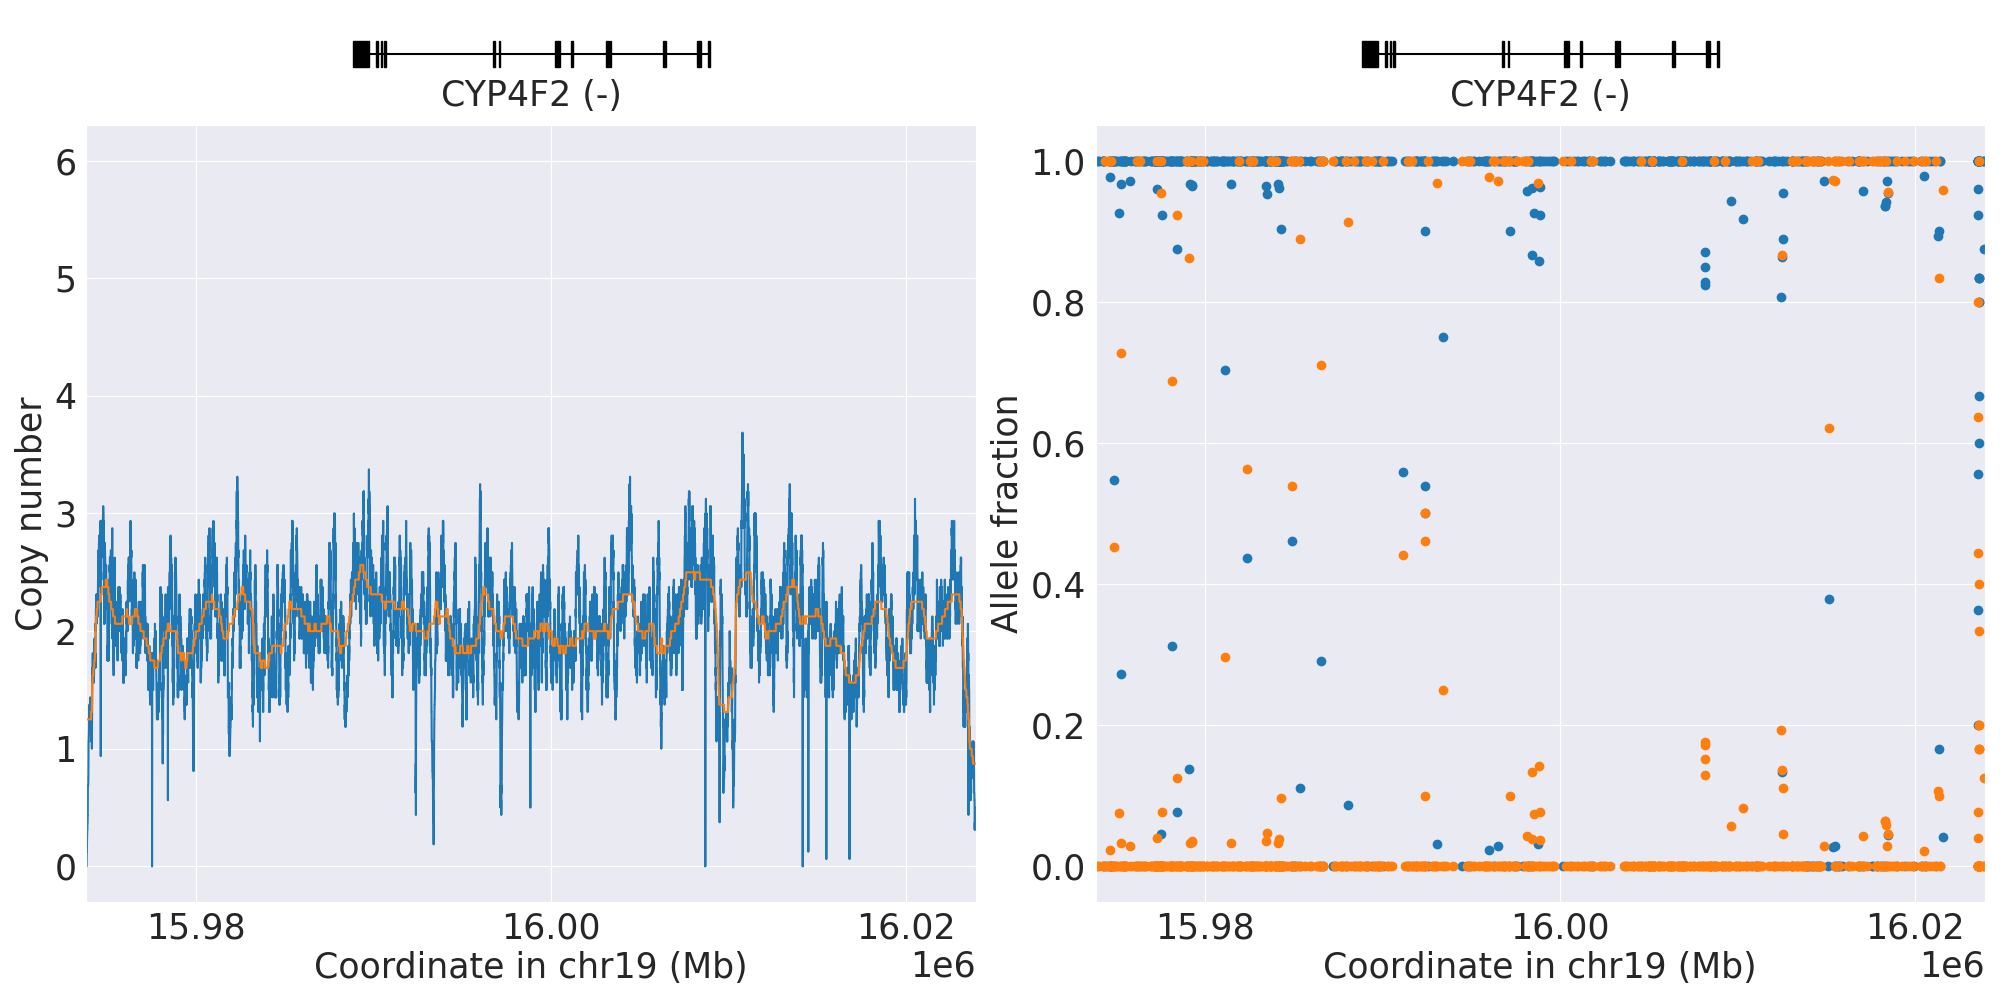 CYP4F2 (-)
6
5
4
3
2
1
0
Copy number
15.98
16.00
16.02
Coordinate in chr19 (Mb)
1e6
CYP4F2 (-)
1.0
0.8
0.6
0.4
0.2
0.0
Allele fraction
15.98
16.00
16.02
Coordinate in chr19 (Mb)
1e6